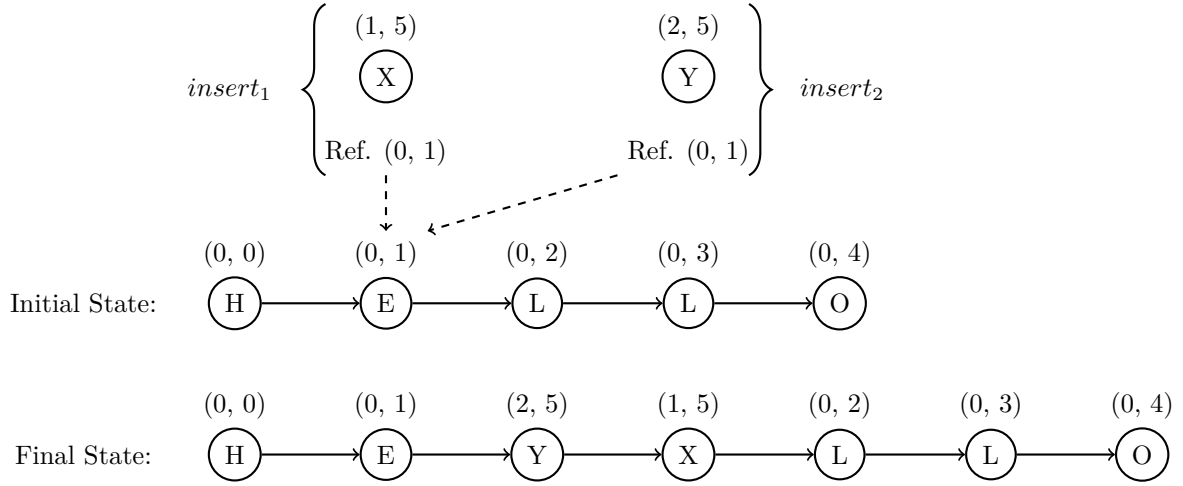 (1, 5) (2, 5)
X Y
insert1 insert2
Ref. (0, 1) Ref. (0, 1)
(0, 0) (0, 1) (0, 2) (0, 3) (0, 4)
Initial State: H E L L O
(0, 0) (0, 1) (2, 5) (1, 5) (0, 2) (0, 3) (0, 4)
Final State: H E Y X L L O